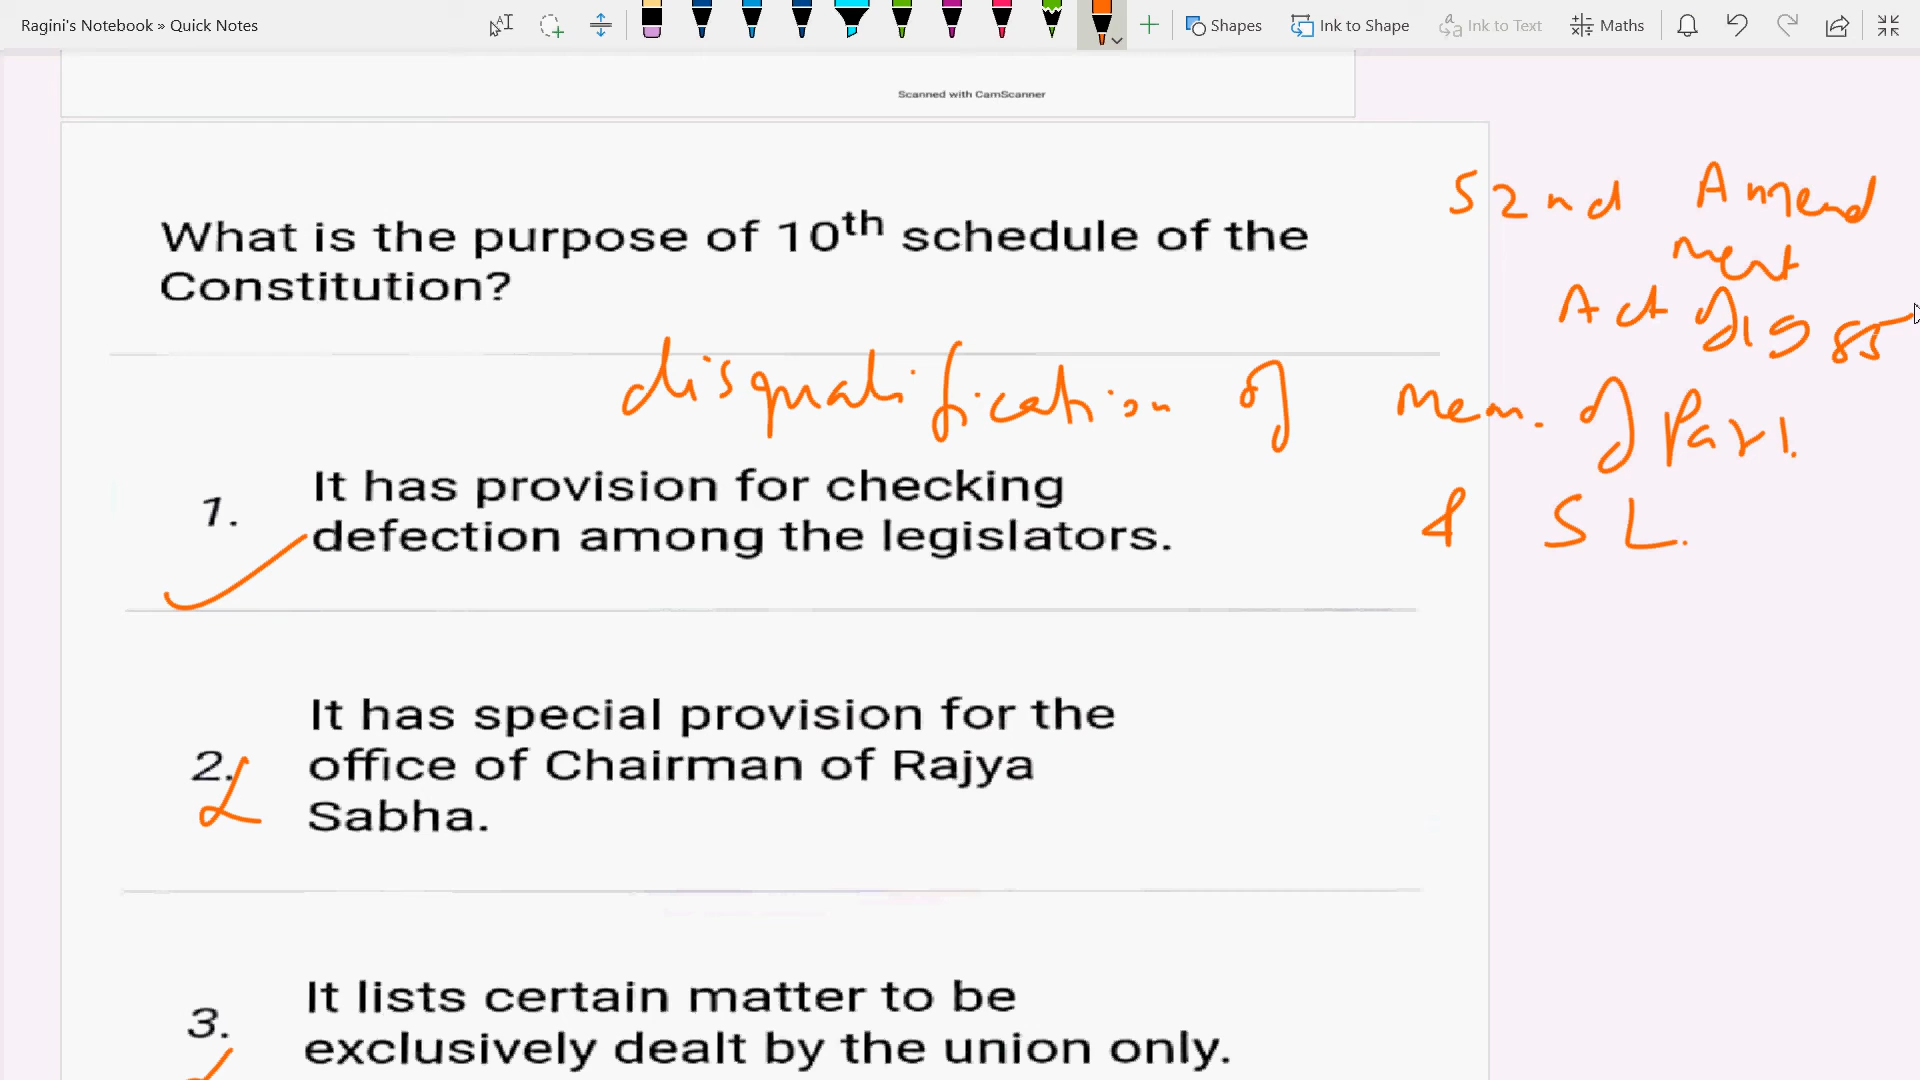 Ragini's Notebook » Quick Notes
Shapes
Ink to Shape
Ink to Text
Maths
Scanned with CamScanner
What is the purpose of 10th schedule of the
Constitution?
52nd Amend
ment
Act of 1985
disqualification of mem. of Parl.
& SL.
1. It has provision for checking
defection among the legislators.
2. It has special provision for the
office of Chairman of Rajya
Sabha.
3. It lists certain matter to be
exclusively dealt by the union only.